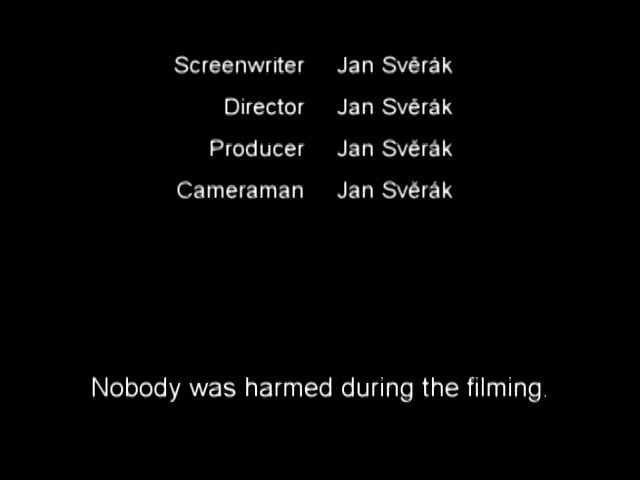 Screenwriter Jan Svěrák
Director Jan Svěrák
Producer Jan Svěrák
Cameraman Jan Svěrák
Nobody was harmed during the filming.